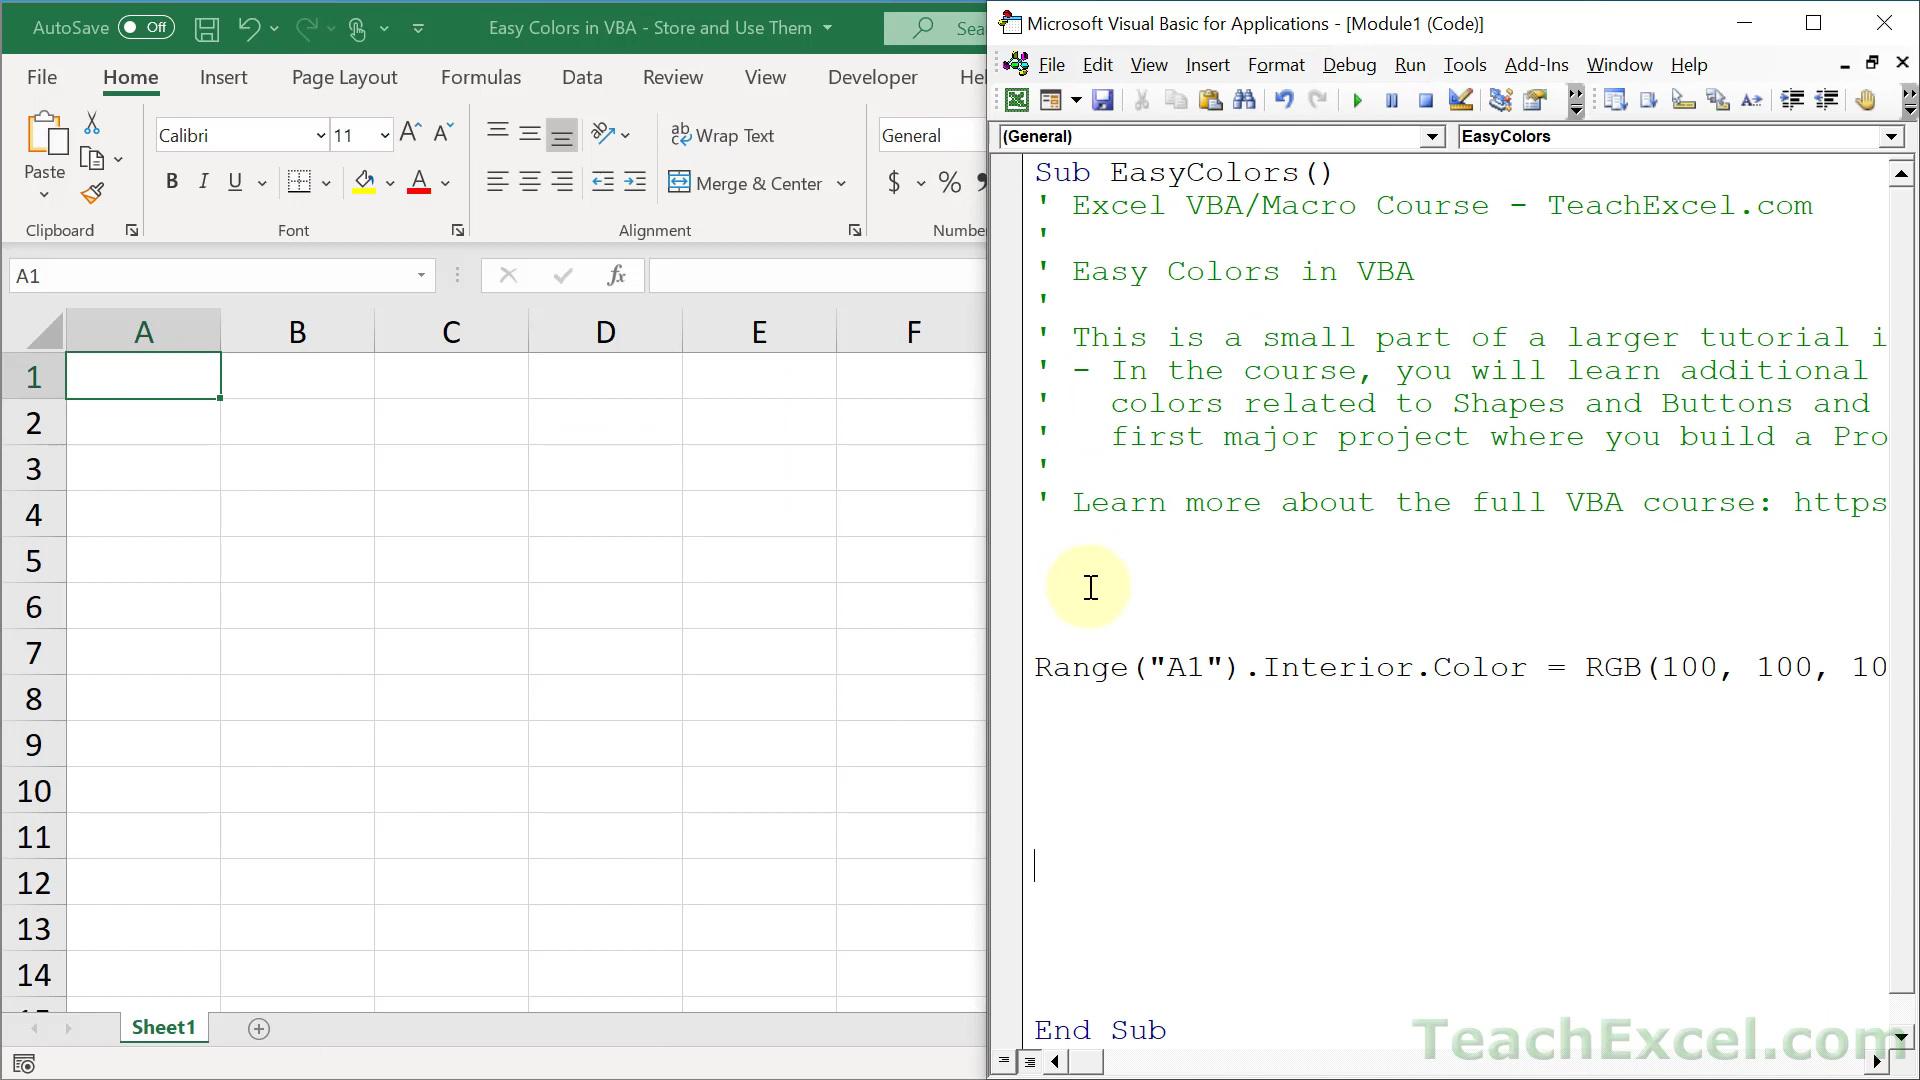 AutoSave Off
Easy Colors in VBA - Store and Use Them
Sea
File Home Insert Page Layout Formulas Data Review View Developer Hel
Paste
Calibri 11
Wrap Text
General
B I U
Merge & Center
$ %
Clipboard
Font
Alignment
Numbe
A1
fx
A B C D E F
1
2
3
4
5
6
7
8
9
10
11
12
13
14
Sheet1
Microsoft Visual Basic for Applications - [Module1 (Code)]
File Edit View Insert Format Debug Run Tools Add-Ins Window Help
(General)
EasyColors
Sub EasyColors()
' Excel VBA/Macro Course - TeachExcel.com
'
' Easy Colors in VBA
'
' This is a small part of a larger tutorial i
' - In the course, you will learn additional
'   colors related to Shapes and Buttons and
'   first major project where you build a Pro
'
' Learn more about the full VBA course: https
Range("A1").Interior.Color = RGB(100, 100, 10
End Sub
TeachExcel.com